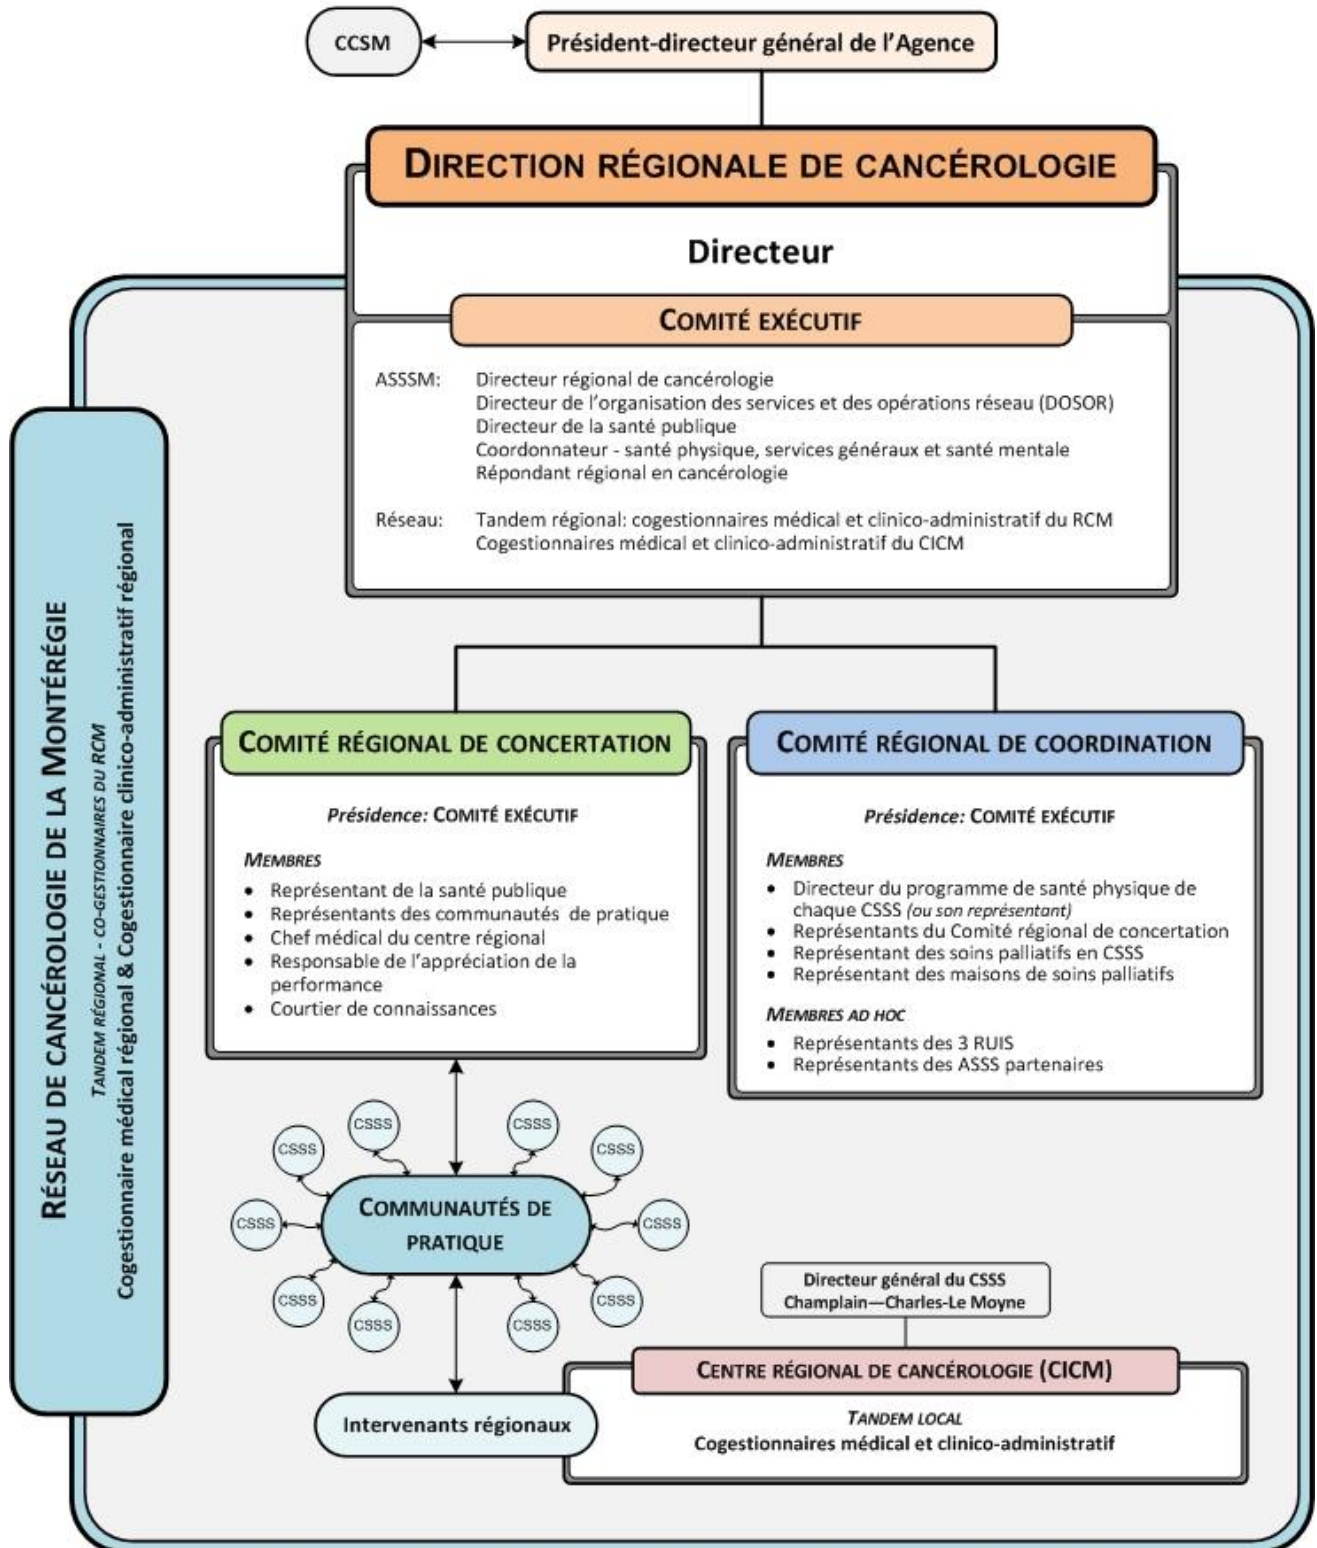 CCSM
Président-directeur général de l’Agence
DIRECTION RÉGIONALE DE CANCÉROLOGIE
Directeur
COMITÉ EXÉCUTIF
ASSSM: Directeur régional de cancérologie
Directeur de l’organisation des services et des opérations réseau (DOSOR)
Directeur de la santé publique
Coordonnateur - santé physique, services généraux et santé mentale
Répondant régional en cancérologie
Réseau: Tandem régional: cogestionnaires médical et clinico-administratif du RCM
Cogestionnaires médical et clinico-administratif du CICM
RÉSEAU DE CANCÉROLOGIE DE LA MONTÉRÉGIE
TANDEM RÉGIONAL - CO-GESTIONNAIRES DU RCM
Cogestionnaire médical régional & Cogestionnaire clinico-administratif régional
COMITÉ RÉGIONAL DE CONCERTATION
Présidence: COMITÉ EXÉCUTIF
MEMBRES
• Représentant de la santé publique
• Représentants des communautés de pratique
• Chef médical du centre régional
• Responsable de l’appréciation de la
performance
• Courtier de connaissances
COMITÉ RÉGIONAL DE COORDINATION
Présidence: COMITÉ EXÉCUTIF
MEMBRES
• Directeur du programme de santé physique de
chaque CSSS (ou son représentant)
• Représentants du Comité régional de concertation
• Représentant des soins palliatifs en CSSS
• Représentant des maisons de soins palliatifs
MEMBRES AD HOC
• Représentants des 3 RUIS
• Représentants des ASSS partenaires
CSSS
CSSS
CSSS
CSSS
CSSS
COMMUNAUTÉS DE
PRATIQUE
CSSS
CSSS
CSSS
CSSS
CSSS
Intervenants régionaux
Directeur général du CSSS
Champlain—Charles-Le Moyne
CENTRE RÉGIONAL DE CANCÉROLOGIE (CICM)
TANDEM LOCAL
Cogestionnaires médical et clinico-administratif